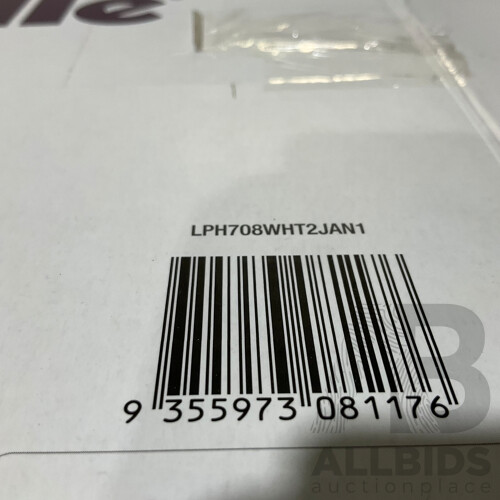 LPH708WHT2JAN1
9 355973 081176
ALLBIDS
auctionplace